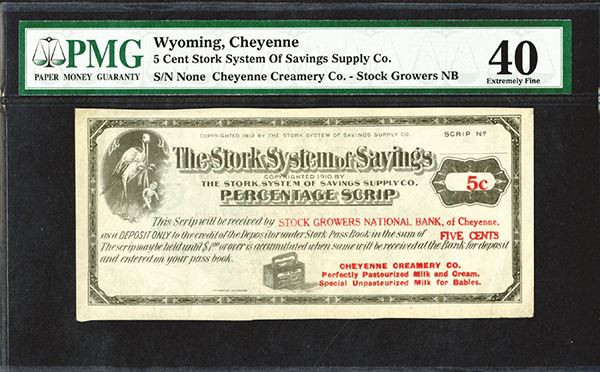 PMG
PAPER MONEY GUARANTY
Wyoming, Cheyenne
5 Cent Stork System Of Savings Supply Co.
S/N None Cheyenne Creamery Co. - Stock Growers NB
40
Extremely Fine
COPYRIGHTED 1912 BY THE STORK SYSTEM OF SAVINGS SUPPLY CO.
SCRIP Nº
The Stork System of Savings
COPYRIGHTED 1910 BY
THE STORK SYSTEM OF SAVINGS SUPPLY CO.
PERCENTAGE SCRIP
5c
This Scrip will be received by STOCK GROWERS NATIONAL BANK, of Cheyenne,
as a DEPOSIT ONLY to the credit of the Depositor under Stork Pass Book in the sum of FIVE CENTS
The scrip may be held until $1.00 or over is accumulated when same will be received at the Bank for deposit
and entered on your pass book.
CHEYENNE CREAMERY CO.
Perfectly Pasteurized Milk and Cream.
Special Unpasteurized Milk for Babies.